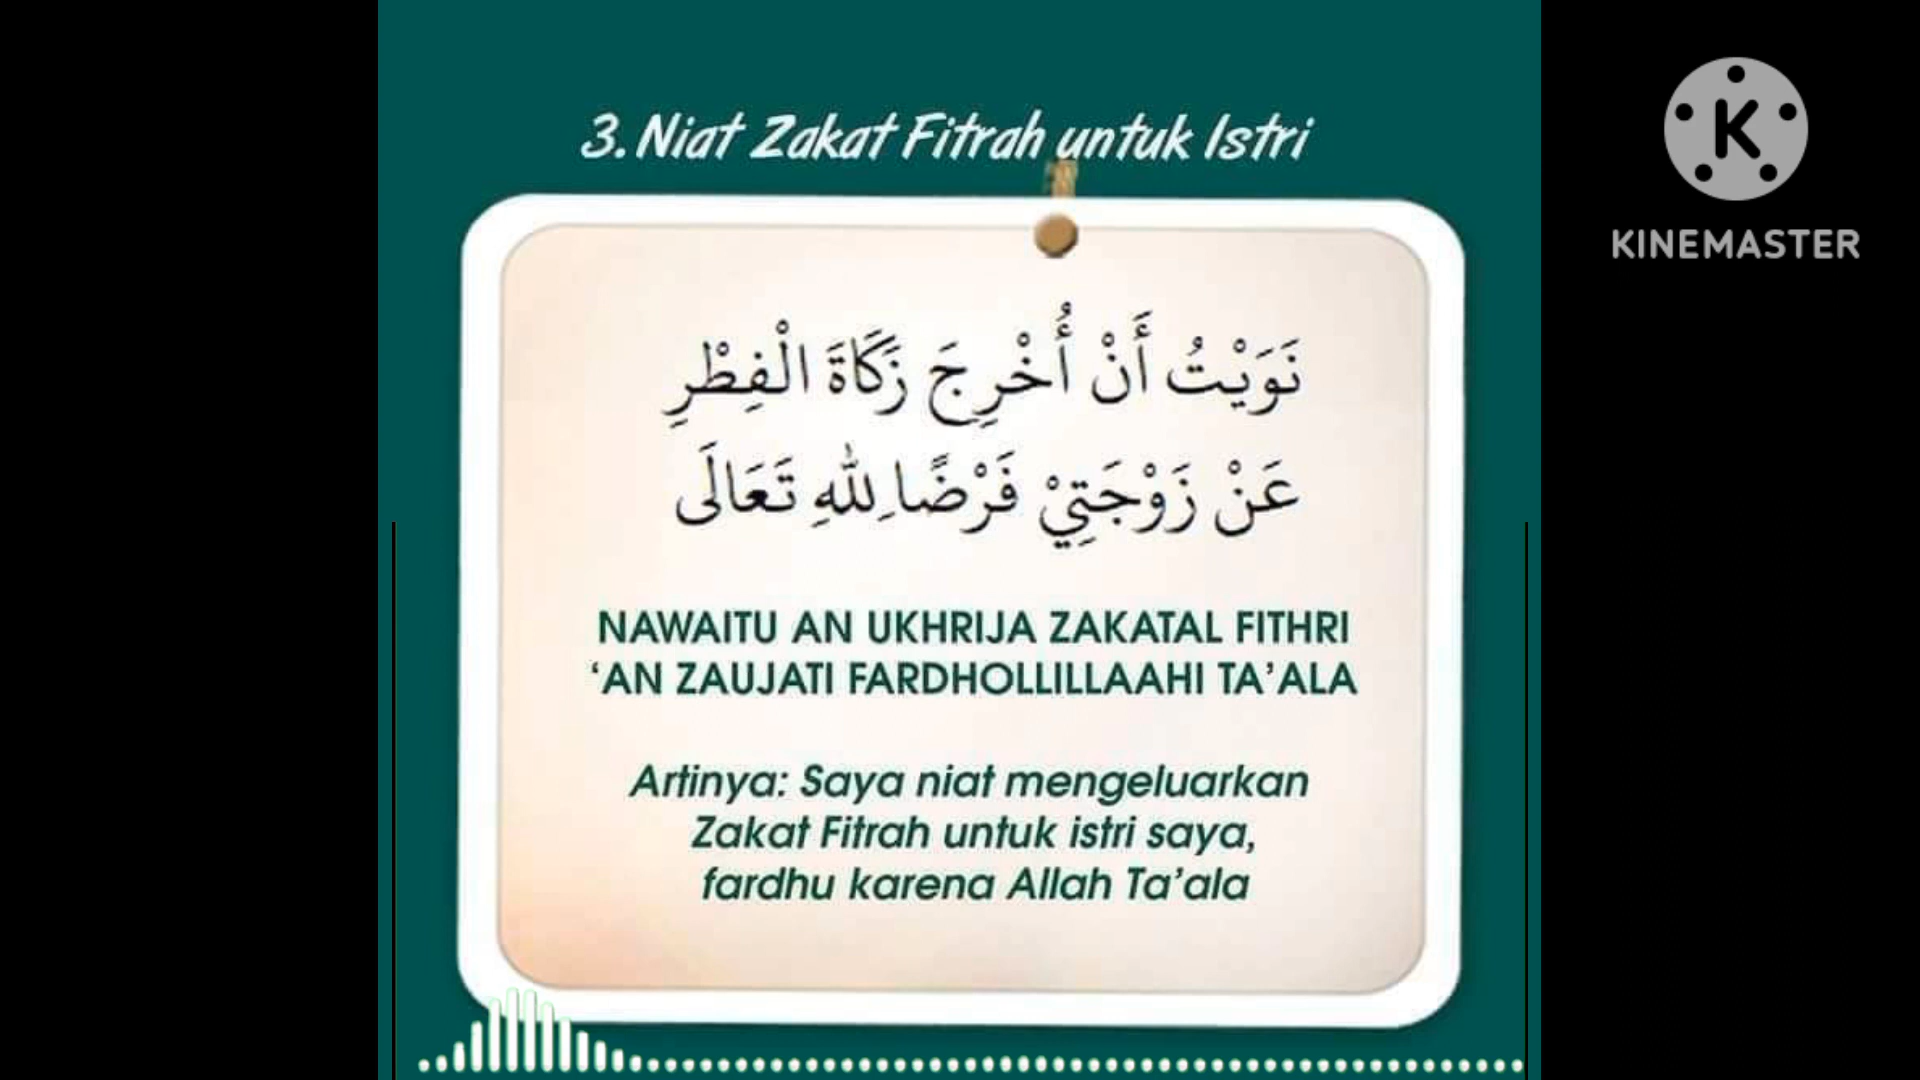 3. Niat Zakat Fitrah untuk Istri
K
KINEMASTER
نَوَيْتُ أَنْ أُخْرِجَ زَكَاةَ الْفِطْرِ
عَنْ زَوْجَتِيْ فَرْضًا لِلّٰهِ تَعَالَى
NAWAITU AN UKHRIJA ZAKATAL FITHRI
‘AN ZAUJATI FARDHOLLILLAAHI TA’ALA
Artinya: Saya niat mengeluarkan
Zakat Fitrah untuk istri saya,
fardhu karena Allah Ta’ala